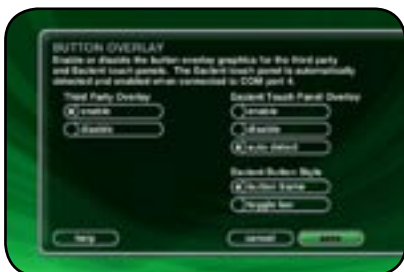 BUTTON OVERLAY
Enable or disable the button overlay graphics for the third party
and Escient touch panels. The Escient touch panel is automatically
detected and enabled when connected to COM port 4.
Third Party Overlay
enable
disable
Escient Touch Panel Overlay
enable
disable
auto detect
Escient Button Style
button frame
toggle bar
help
cancel